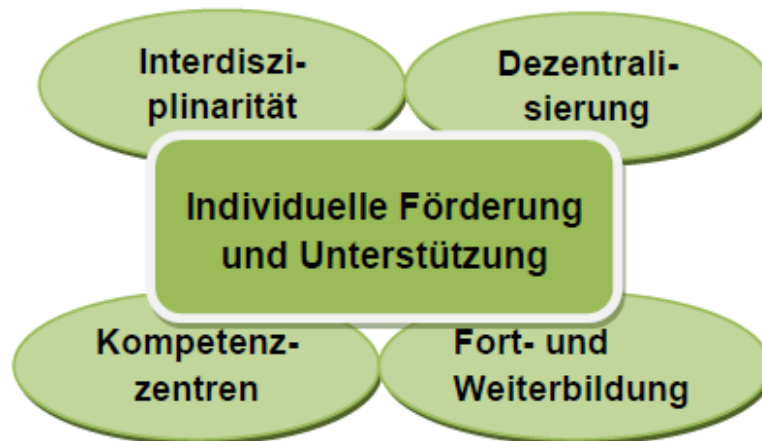 Interdiszi-
plinarität
Dezentrali-
sierung
Individuelle Förderung
und Unterstützung
Kompetenz-
zentren
Fort- und
Weiterbildung